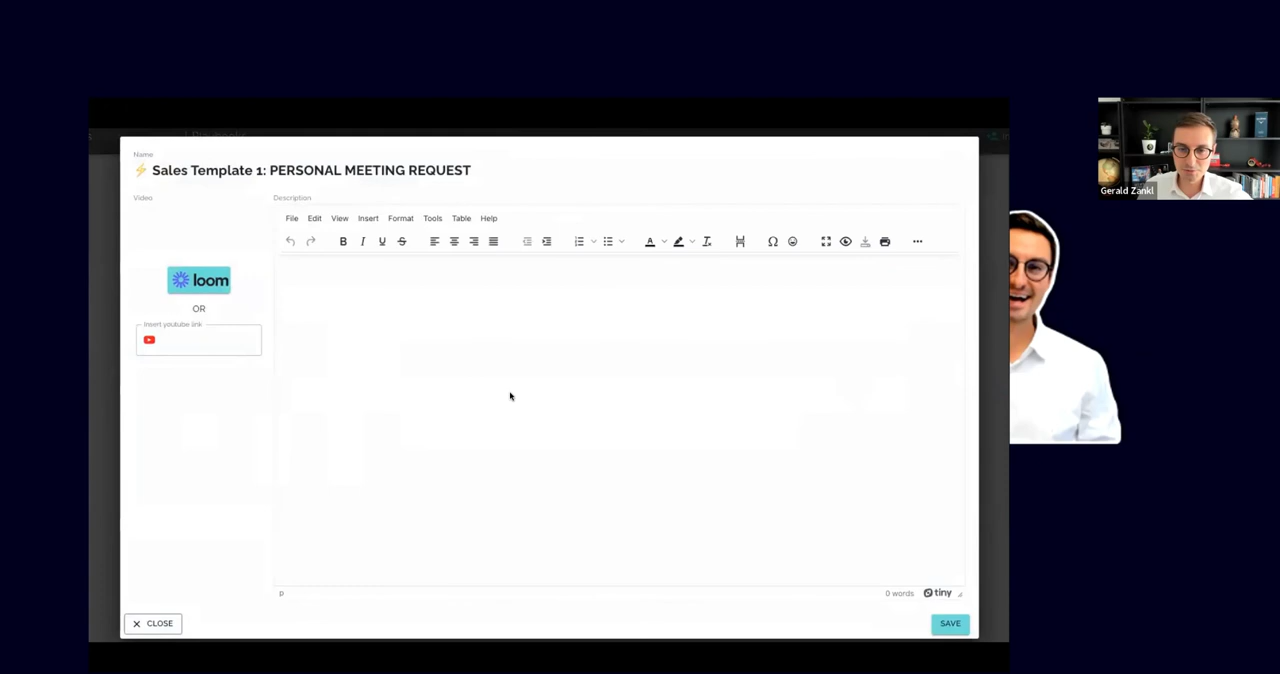 Name
⚡ Sales Template 1: PERSONAL MEETING REQUEST
Video
Description
File Edit View Insert Format Tools Table Help
loom
OR
Insert youtube link
P
0 words tiny
CLOSE
SAVE
Gerald Zankl